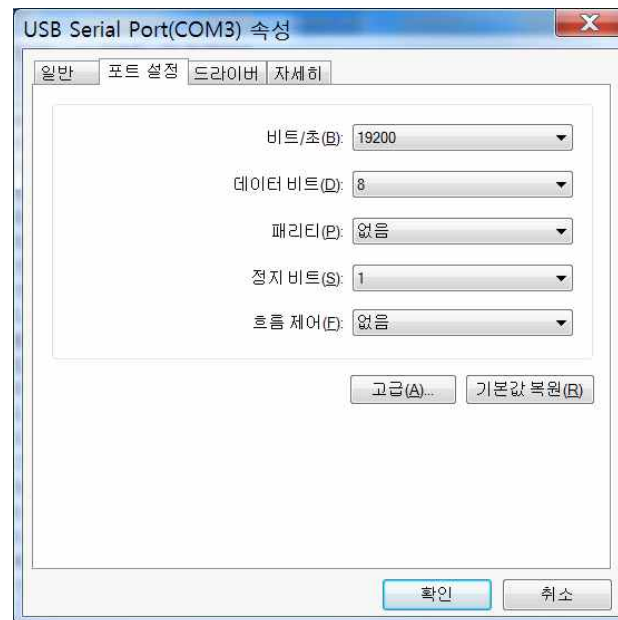 USB Serial Port(COM3) 속성
일반 포트 설정 드라이버 자세히
비트/초(B): 19200
데이터 비트(D): 8
패리티(P): 없음
정지 비트(S): 1
흐름 제어(F): 없음
고급(A)... 기본값 복원(R)
확인 취소